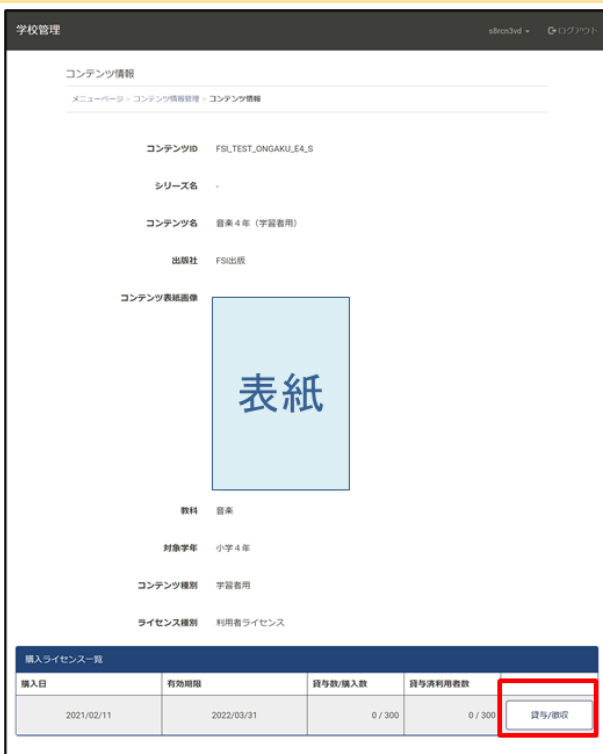 学校管理 s8rcn3vd ログアウト
コンテンツ情報
メニューページ > コンテンツ情報管理 > コンテンツ情報
コンテンツID FSI_TEST_ONGAKU_E4_S
シリーズ名 -
コンテンツ名 音楽４年（学習者用）
出版社 FSI出版
コンテンツ表紙画像
表紙
教科 音楽
対象学年 小学４年
コンテンツ種別 学習者用
ライセンス種別 利用者ライセンス
購入ライセンス一覧
購入日 有効期限 貸与数/購入数 貸与済利用者数
2021/02/11 2022/03/31 0 / 300 0 / 300 貸与/徴収